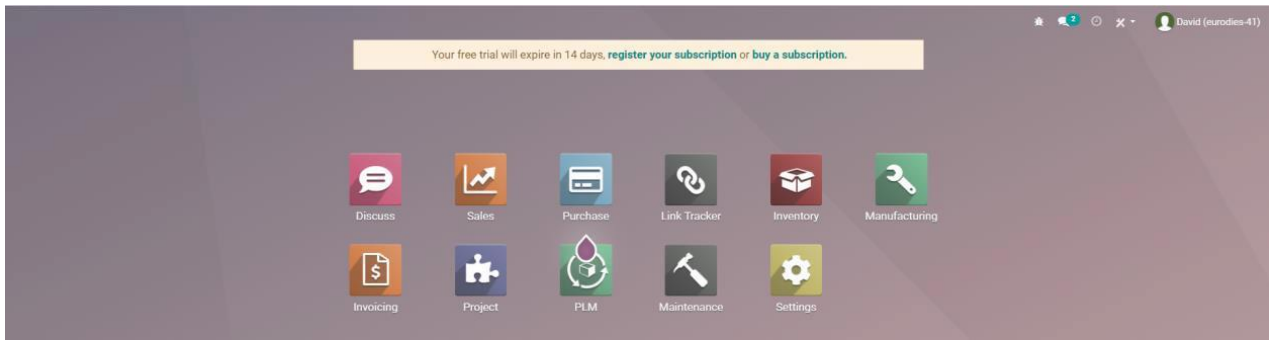 2 David (eurodies-41)
Your free trial will expire in 14 days, register your subscription or buy a subscription.
Discuss Sales Purchase Link Tracker Inventory Manufacturing
Invoicing Project PLM Maintenance Settings